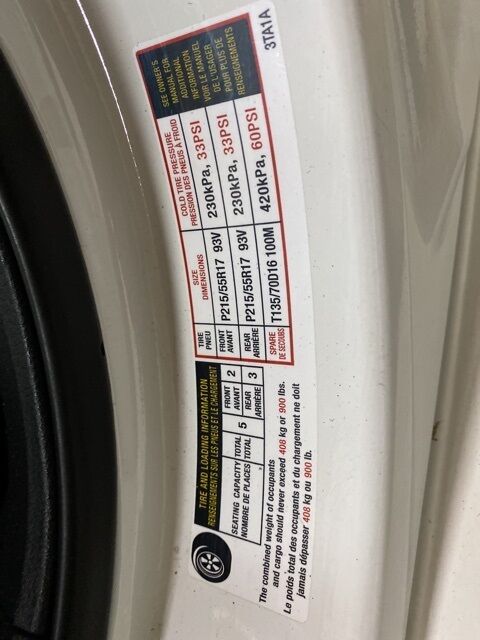 TIRE AND LOADING INFORMATION
RENSEIGNEMENTS SUR LES PNEUS ET LE CHARGEMENT
SEATING CAPACITY TOTAL 5 FRONT 2 REAR 3
NOMBRE DE PLACES TOTAL AVANT ARRIÈRE
The combined weight of occupants
and cargo should never exceed 408 kg or 900 lbs.
Le poids total des occupants et du chargement ne doit
jamais dépasser 408 kg ou 900 lb.
TIRE SIZE COLD TIRE PRESSURE
PNEU DIMENSIONS PRESSION DES PNEUS À FROID
FRONT
AVANT P215/55R17 93V 230kPa, 33PSI
REAR
ARRIÈRE P215/55R17 93V 230kPa, 33PSI
SPARE
DE SECOURS T135/70D16 100M 420kPa, 60PSI
SEE OWNER'S
MANUAL FOR
ADDITIONAL
INFORMATION
VOIR LE MANUEL
DE L'USAGER
POUR PLUS DE
RENSEIGNEMENTS
3TA1A